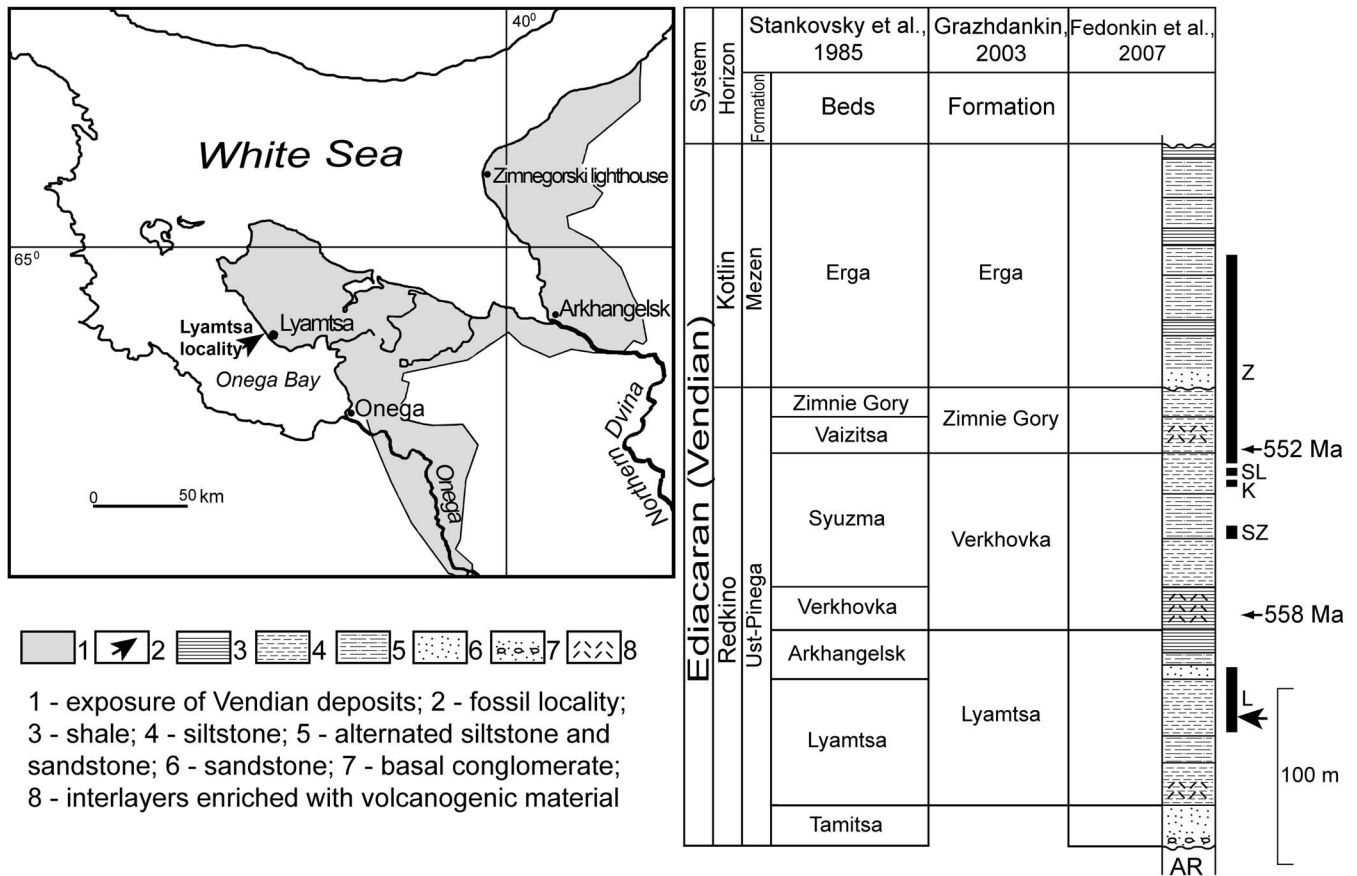 40⁰
White Sea
Zimnegorski lighthouse
65⁰
Arkhangelsk
Lyamtsa
locality
Lyamtsa
Onega Bay
Onega
Onega
Northern Dvina
0 50 km
1 2 3 4 5 6 7 8
1 - exposure of Vendian deposits; 2 - fossil locality;
3 - shale; 4 - siltstone; 5 - alternated siltstone and
sandstone; 6 - sandstone; 7 - basal conglomerate;
8 - interlayers enriched with volcanogenic material
System
Horizon
Formation
Stankovsky et al.,
1985
Grazhdankin,
2003
Fedonkin et al.,
2007
Beds
Formation
Ediacaran (Vendian)
Kotlin
Redkino
Mezen
Ust-Pinega
Erga
Erga
Zimnie Gory
Vaizitsa
Zimnie Gory
Syuzma
Verkhovka
Verkhovka
Arkhangelsk
Lyamtsa
Lyamtsa
Tamitsa
Z
552 Ma
SL
K
SZ
558 Ma
L
100 m
AR